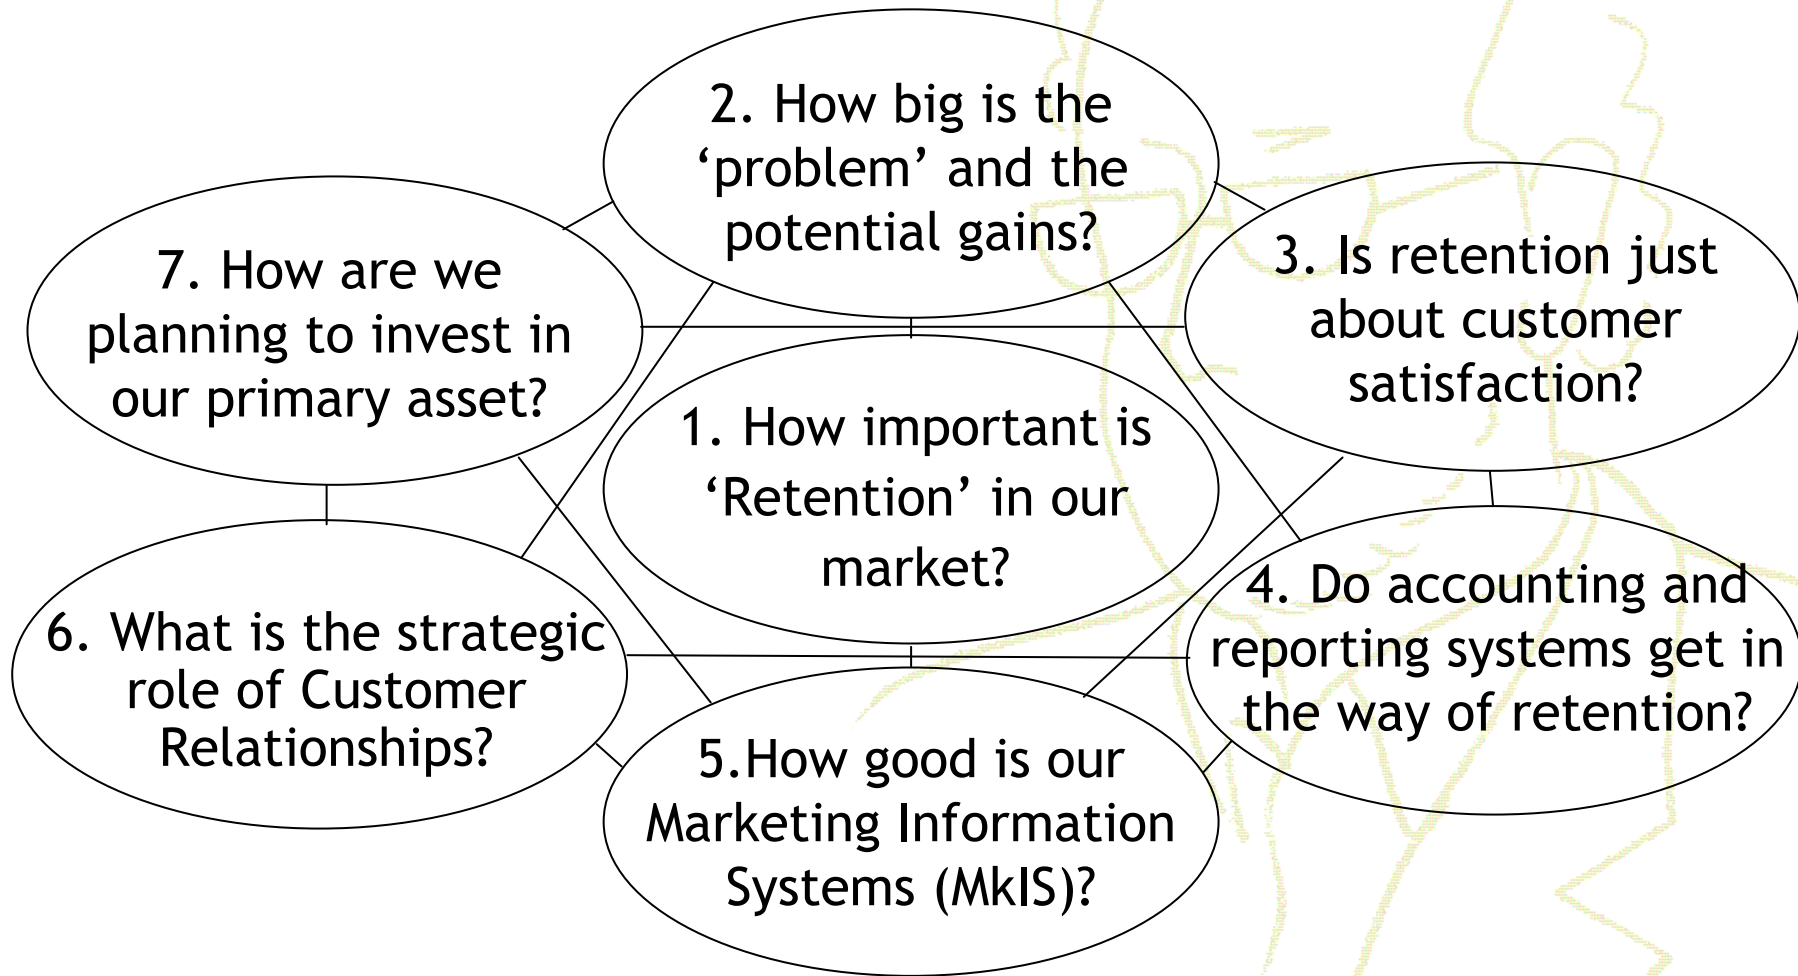 2. How big is the
‘problem’ and the
potential gains?
7. How are we
planning to invest in
our primary asset?
3. Is retention just
about customer
satisfaction?
1. How important is
‘Retention’ in our
market?
6. What is the strategic
role of Customer
Relationships?
4. Do accounting and
reporting systems get in
the way of retention?
5.How good is our
Marketing Information
Systems (MkIS)?